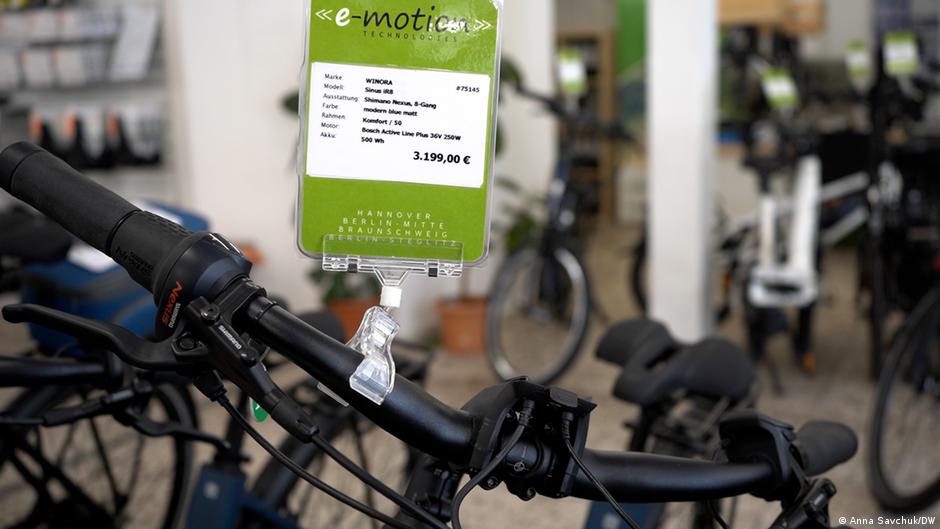 « e-motion »
TECHNOLOGIES
Marke: WINORA #75145
Modell: Sinus iR8
Ausstattung: Shimano Nexus, 8-Gang
Farbe modern blue matt
Rahmen: Komfort / 50
Motor: Bosch Active Line Plus 36V 250W
Akku: 500 Wh
3.199,00 €
HANNOVER
BERLIN-MITTE
BRAUNSCHWEIG
BERLIN-STEGLITZ
NEXUS
SHIMANO
SHIMANO
© Anna Savchuk/DW